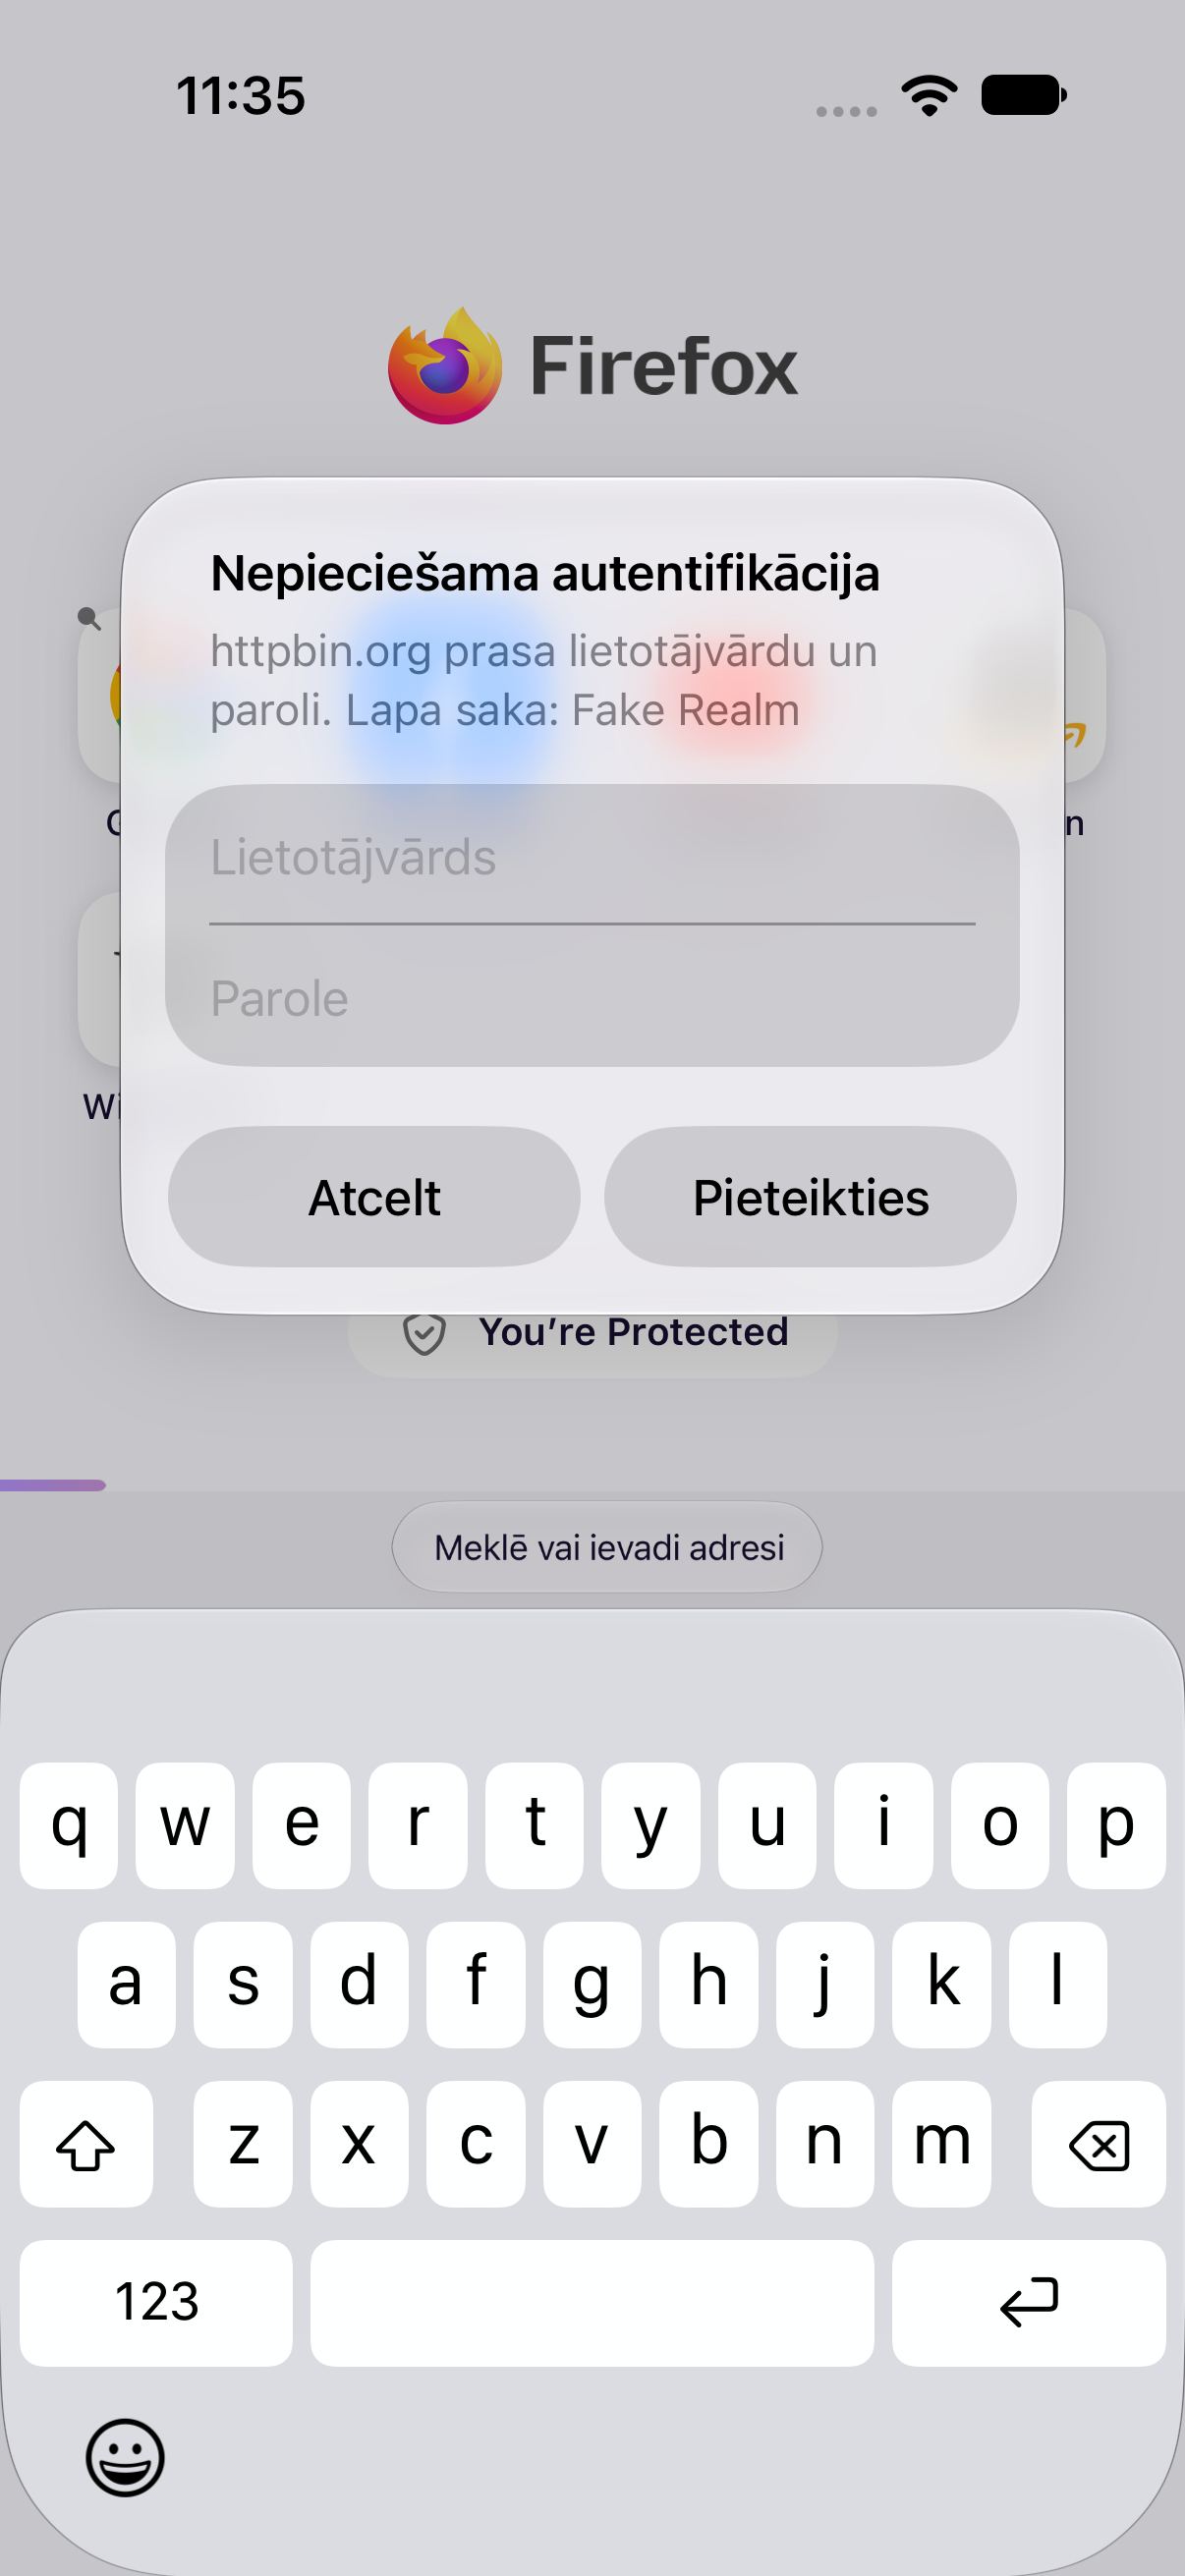 11:35
Firefox
Nepieciešama autentifikācija
httpbin.org prasa lietotājvārdu un
paroli. Lapa saka: Fake Realm
Lietotājvārds
Parole
Atcelt
Pieteikties
You’re Protected
Meklē vai ievadi adresi
q w e r t y u i o p
a s d f g h j k l
z x c v b n m
123